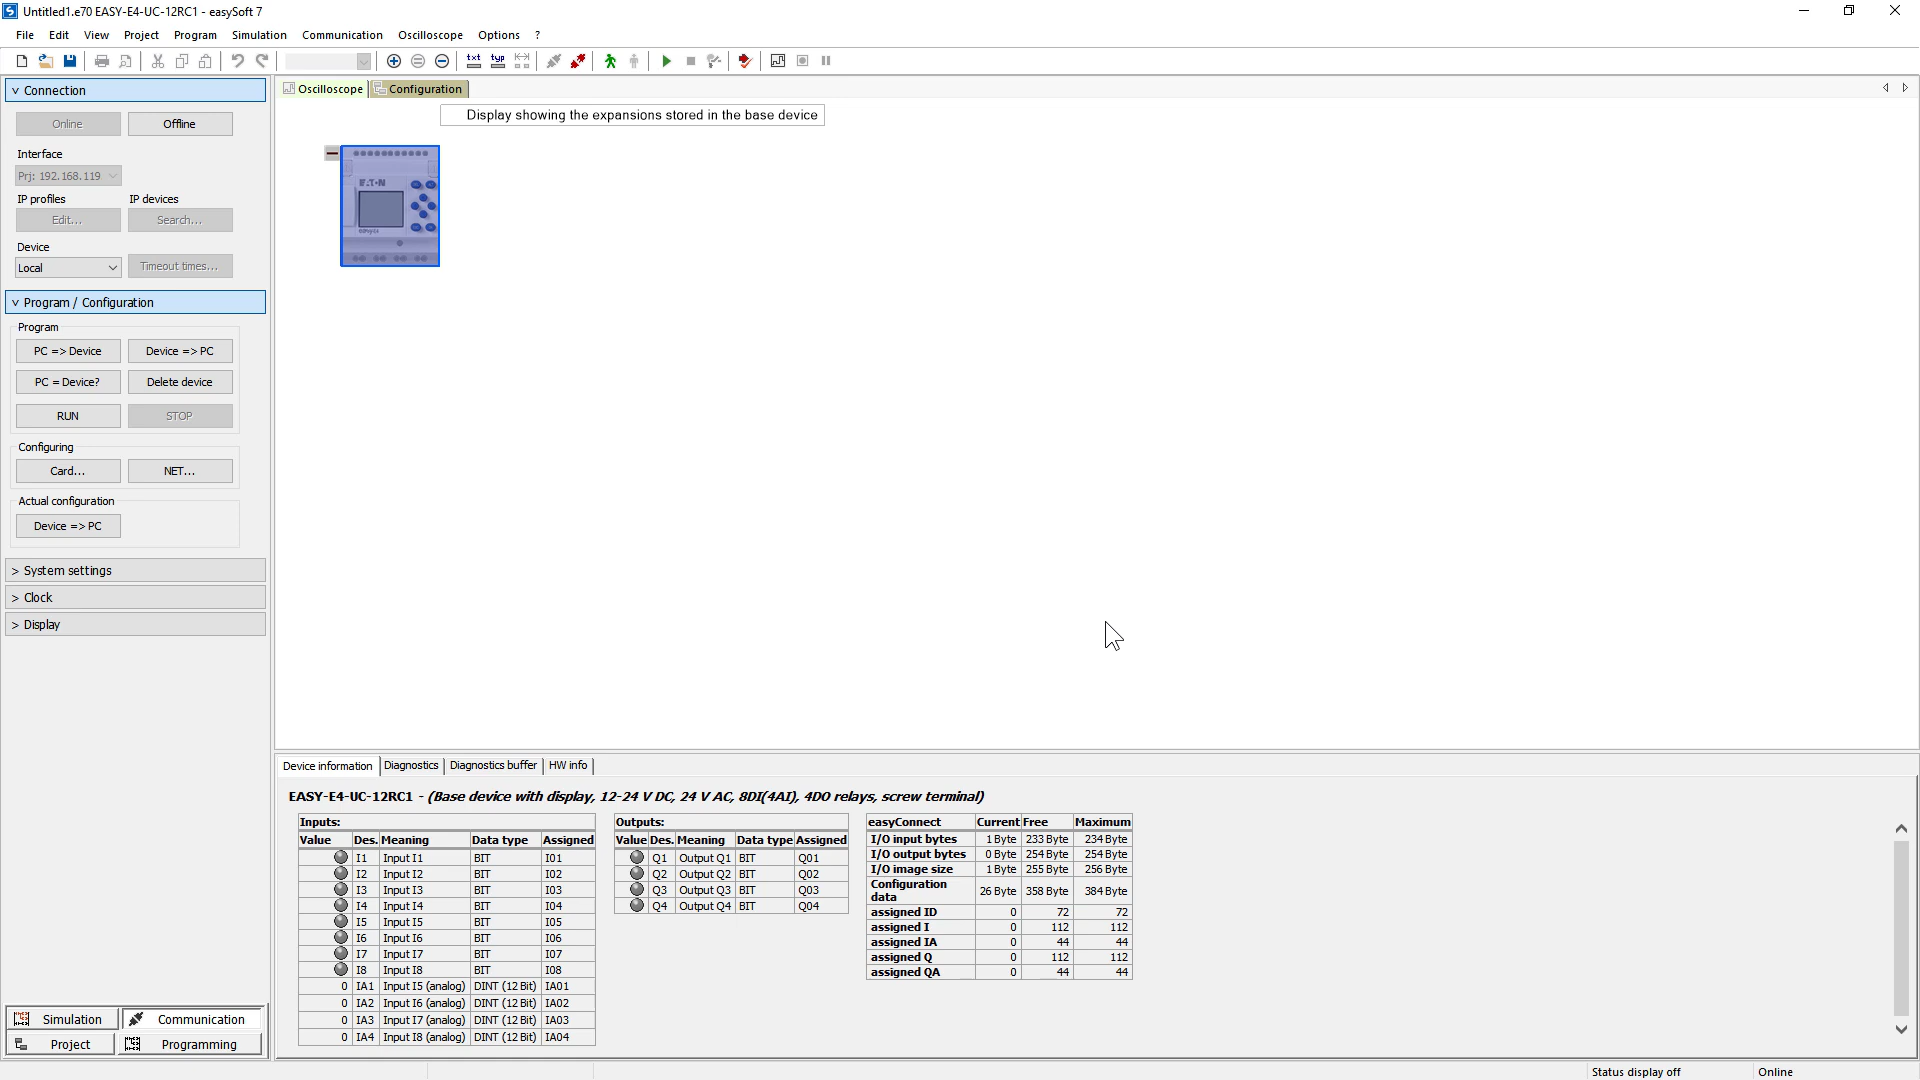 Untitled1.e70 EASY-E4-UC-12RC1 - easySoft 7
File Edit View Project Program Simulation Communication Oscilloscope Options ?
txt typ
v Connection
Oscilloscope Configuration
Display showing the expansions stored in the base device
Online Offline
Interface
Prj: 192.168.119
IP profiles IP devices
Edit... Search...
Device
Local Timeout times...
v Program / Configuration
Program
PC => Device Device => PC
PC = Device? Delete device
RUN STOP
Configuring
Card... NET...
Actual configuration
Device => PC
> System settings
> Clock
> Display
Simulation Communication
Project Programming
EATON
Device information Diagnostics Diagnostics buffer HW info
EASY-E4-UC-12RC1 - (Base device with display, 12-24 V DC, 24 V AC, 8DI(4AI), 4DO relays, screw terminal)
Inputs:
Value Des. Meaning Data type Assigned
I1 Input I1 BIT I01
I2 Input I2 BIT I02
I3 Input I3 BIT I03
I4 Input I4 BIT I04
I5 Input I5 BIT I05
I6 Input I6 BIT I06
I7 Input I7 BIT I07
I8 Input I8 BIT I08
0 IA1 Input I5 (analog) DINT (12 Bit) IA01
0 IA2 Input I6 (analog) DINT (12 Bit) IA02
0 IA3 Input I7 (analog) DINT (12 Bit) IA03
0 IA4 Input I8 (analog) DINT (12 Bit) IA04
Outputs:
Value Des. Meaning Data type Assigned
Q1 Output Q1 BIT Q01
Q2 Output Q2 BIT Q02
Q3 Output Q3 BIT Q03
Q4 Output Q4 BIT Q04
easyConnect Current Free Maximum
I/O input bytes 1 Byte 233 Byte 234 Byte
I/O output bytes 0 Byte 254 Byte 254 Byte
I/O image size 1 Byte 255 Byte 256 Byte
Configuration
data 26 Byte 358 Byte 384 Byte
assigned ID 0 72 72
assigned I 0 112 112
assigned IA 0 44 44
assigned Q 0 112 112
assigned QA 0 44 44
Status display off Online